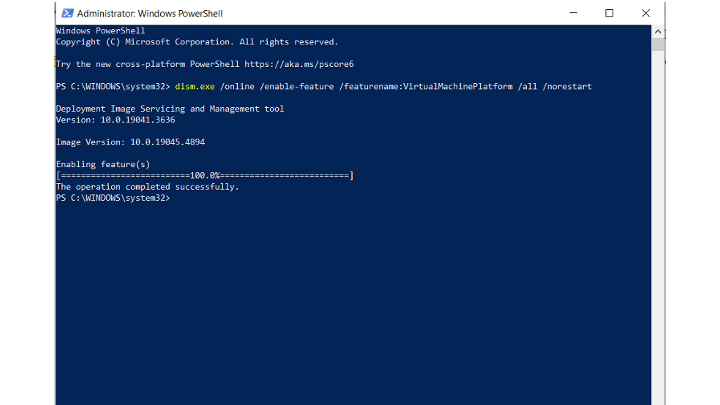 Administrator: Windows PowerShell
Windows PowerShell
Copyright (C) Microsoft Corporation. All rights reserved.
Try the new cross-platform PowerShell https://aka.ms/pscore6
PS C:\WINDOWS\system32> dism.exe /online /enable-feature /featurename:VirtualMachinePlatform /all /norestart
Deployment Image Servicing and Management tool
Version: 10.0.19041.3636
Image Version: 10.0.19045.4894
Enabling feature(s)
[==========================100.0%==========================]
The operation completed successfully.
PS C:\WINDOWS\system32>